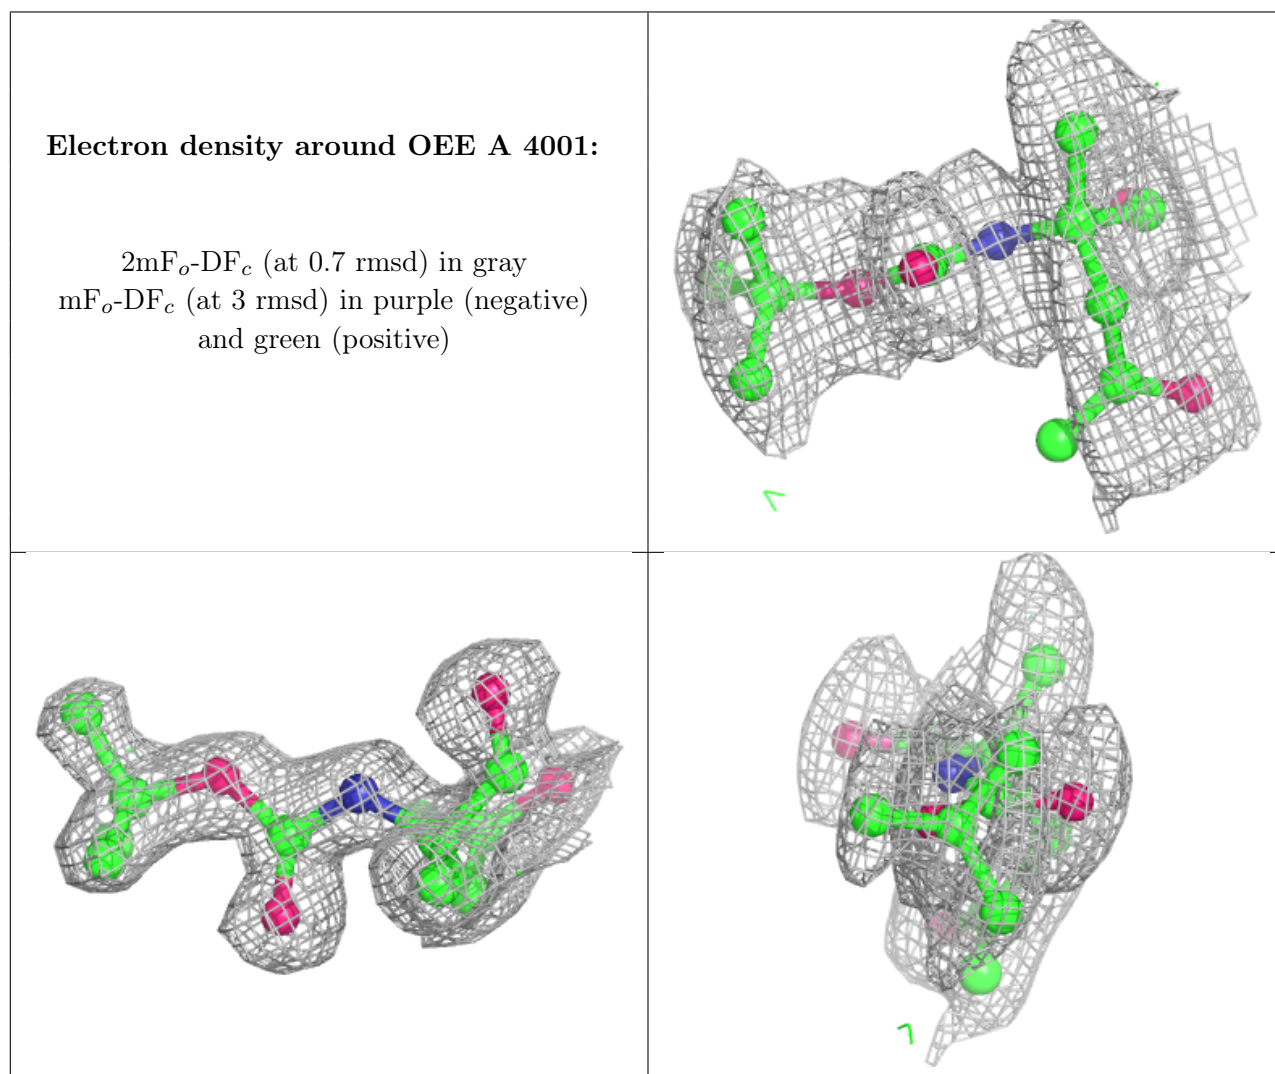 Electron density around OEE A 4001:
2mFo-DFc (at 0.7 rmsd) in gray
mFo-DFc (at 3 rmsd) in purple (negative)
and green (positive)